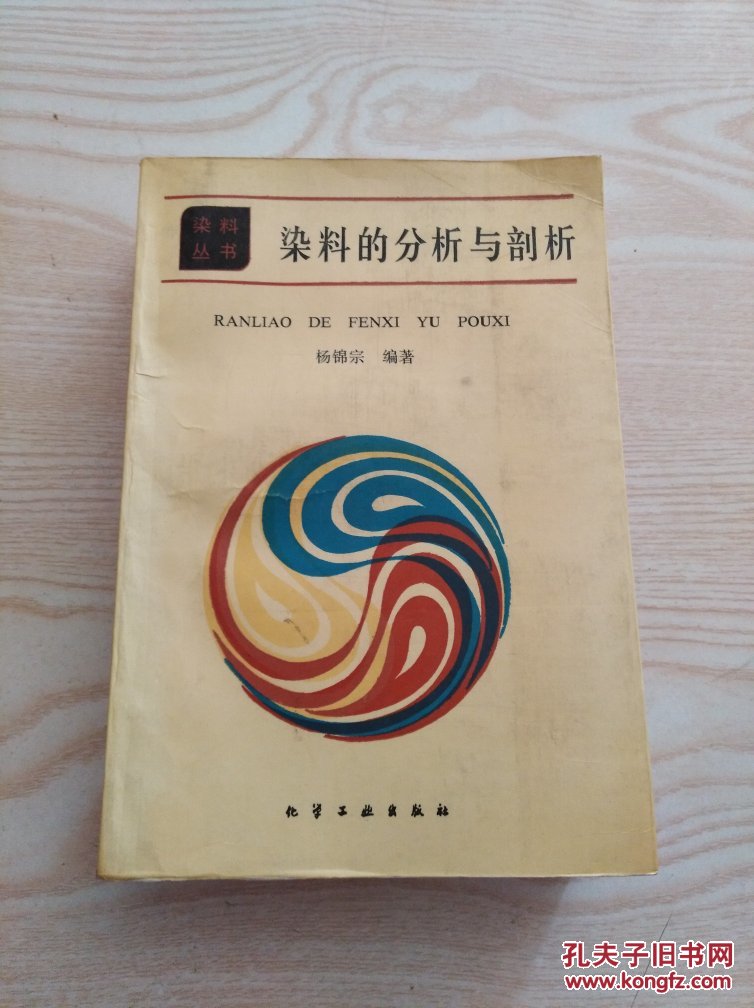 染料
丛书
染料的分析与剖析
RANLIAO DE FENXI YU POUXI
杨锦宗 编著
化学工业出版社
孔夫子旧书网
www.kongfz.com